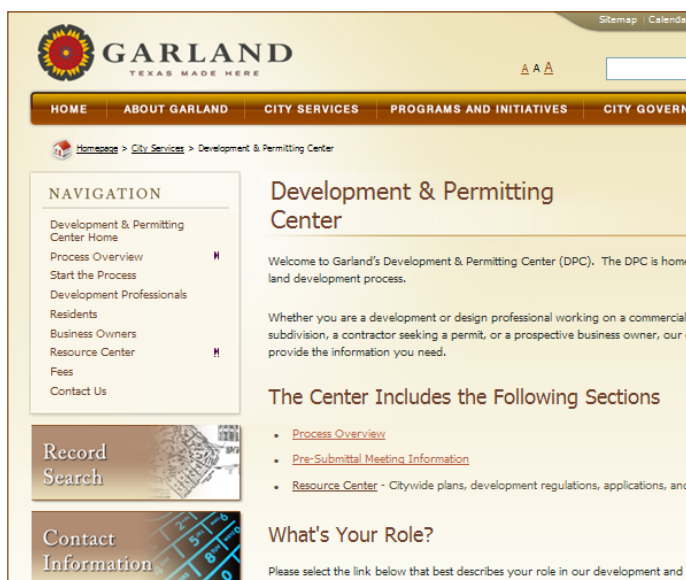 Sitemap | Calenda
GARLAND
TEXAS MADE HERE
A A A
HOME ABOUT GARLAND CITY SERVICES PROGRAMS AND INITIATIVES CITY GOVERN
Homepage > City Services > Development & Permitting Center
NAVIGATION
Development & Permitting
Center Home
Process Overview
Start the Process
Development Professionals
Residents
Business Owners
Resource Center
Fees
Contact Us
Record
Search
Contact
Information
Development & Permitting
Center
Welcome to Garland's Development & Permitting Center (DPC). The DPC is home
land development process.
Whether you are a development or design professional working on a commercial
subdivision, a contractor seeking a permit, or a prospective business owner, our
provide the information you need.
The Center Includes the Following Sections
• Process Overview
• Pre-Submittal Meeting Information
• Resource Center - Citywide plans, development regulations, applications, and
What's Your Role?
Please select the link below that best describes your role in our development and